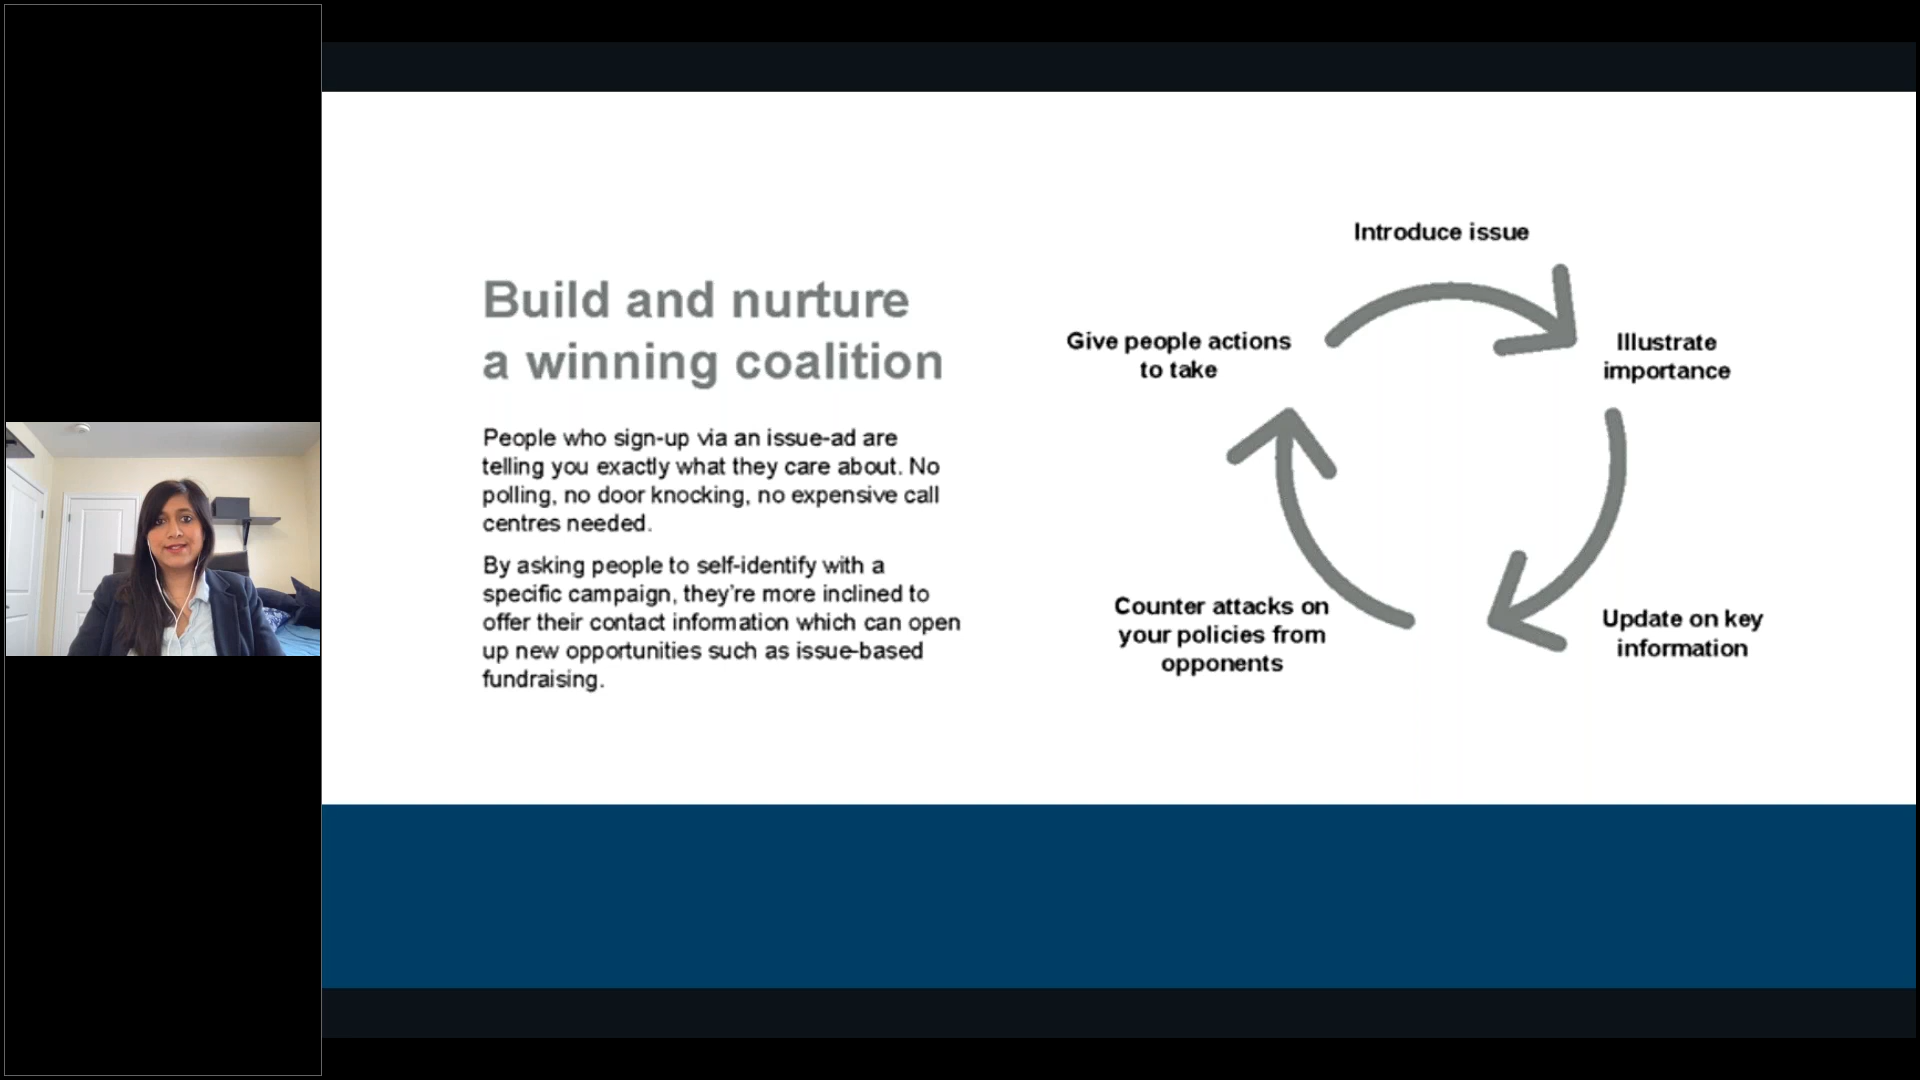 Build and nurture
a winning coalition
People who sign-up via an issue-ad are
telling you exactly what they care about. No
polling, no door knocking, no expensive call
centres needed.
By asking people to self-identify with a
specific campaign, they're more inclined to
offer their contact information which can open
up new opportunities such as issue-based
fundraising.
Introduce issue
Illustrate
importance
Update on key
information
Counter attacks on
your policies from
opponents
Give people actions
to take